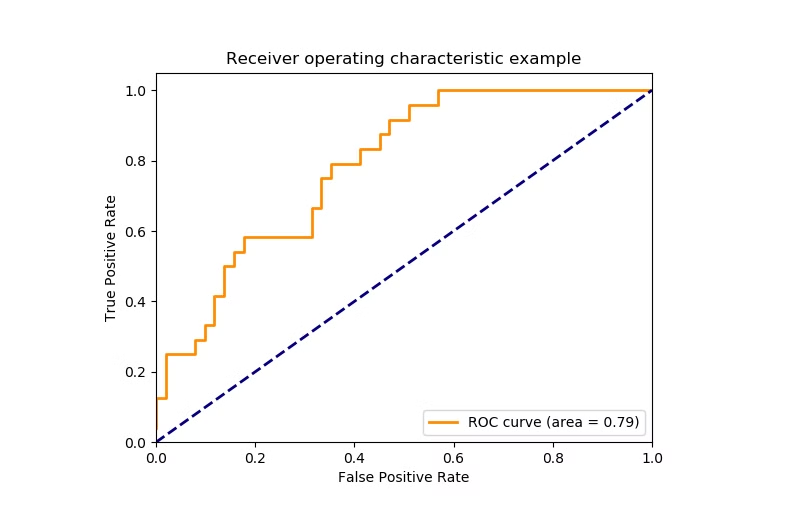 Receiver operating characteristic example
True Positive Rate
1.0
0.8
0.6
0.4
0.2
0.0
0.0 0.2 0.4 0.6 0.8 1.0
False Positive Rate
ROC curve (area = 0.79)